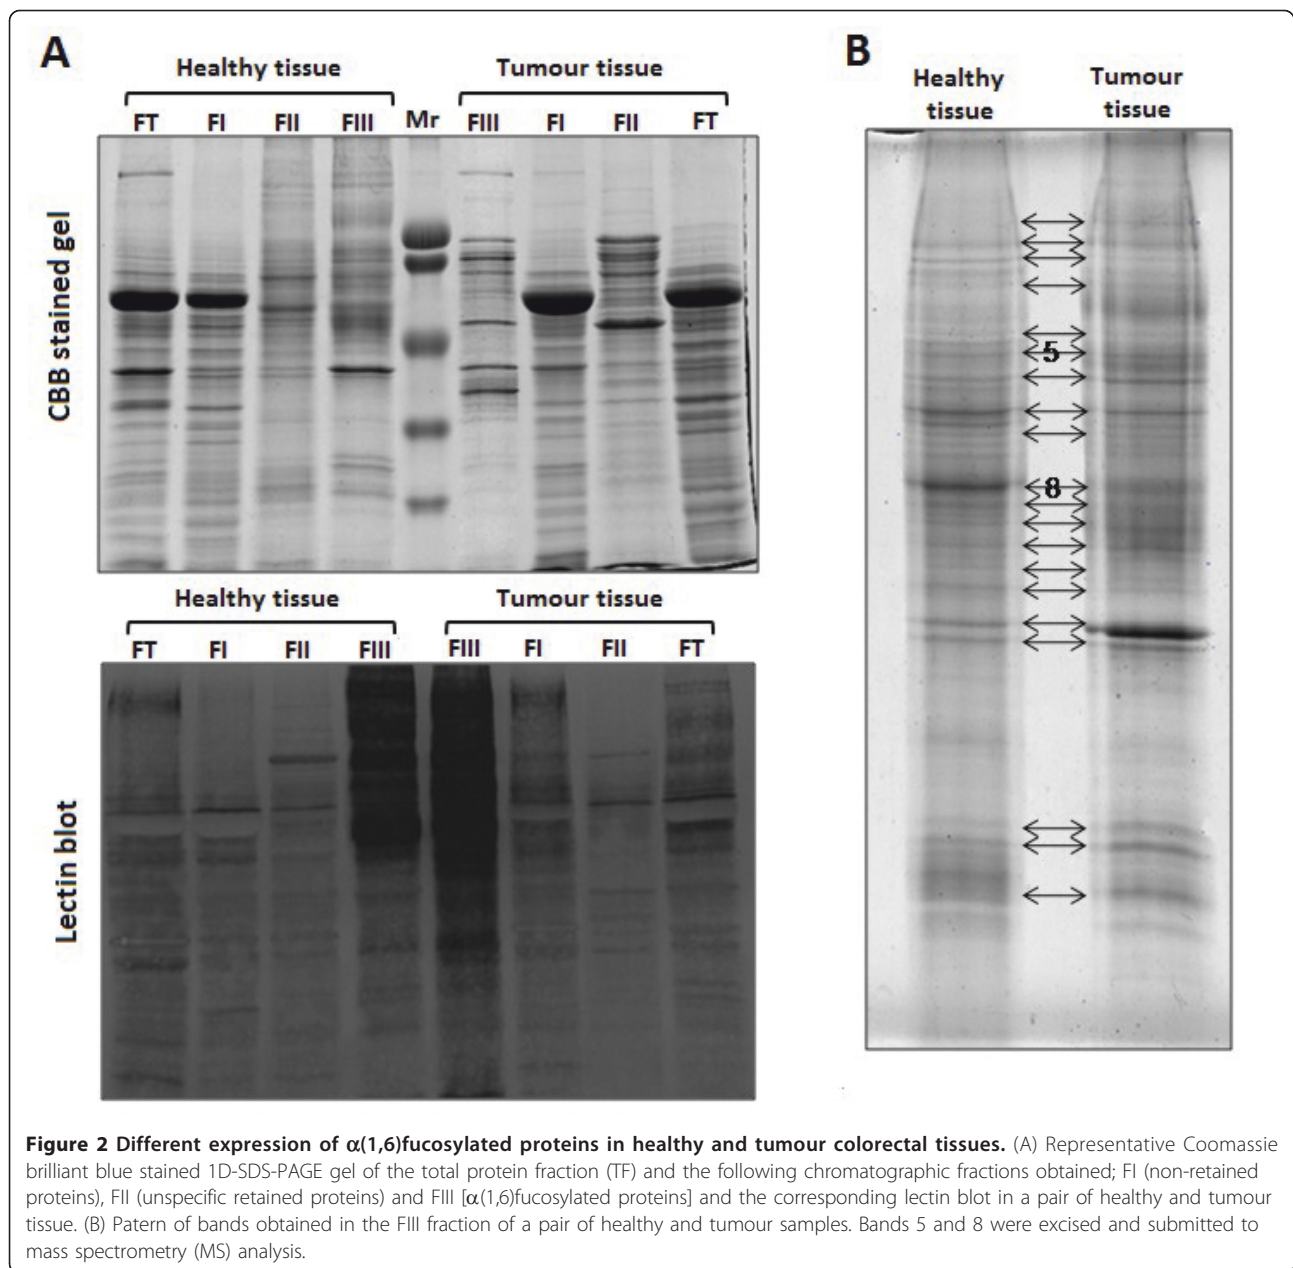 A
Healthy tissue
Tumour tissue
FT FI FII FIII Mr FIII FI FII FT
CBB stained gel
Healthy tissue
Tumour tissue
FT FI FII FIII FIII FI FII FT
Lectin blot
B
Healthy
tissue
Tumour
tissue
5
8
Figure 2 Different expression of α(1,6)fucosylated proteins in healthy and tumour colorectal tissues. (A) Representative Coomassie
brilliant blue stained 1D-SDS-PAGE gel of the total protein fraction (TF) and the following chromatographic fractions obtained; FI (non-retained
proteins), FII (unspecific retained proteins) and FIII [α(1,6)fucosylated proteins] and the corresponding lectin blot in a pair of healthy and tumour
tissue. (B) Patern of bands obtained in the FIII fraction of a pair of healthy and tumour samples. Bands 5 and 8 were excised and submitted to
mass spectrometry (MS) analysis.